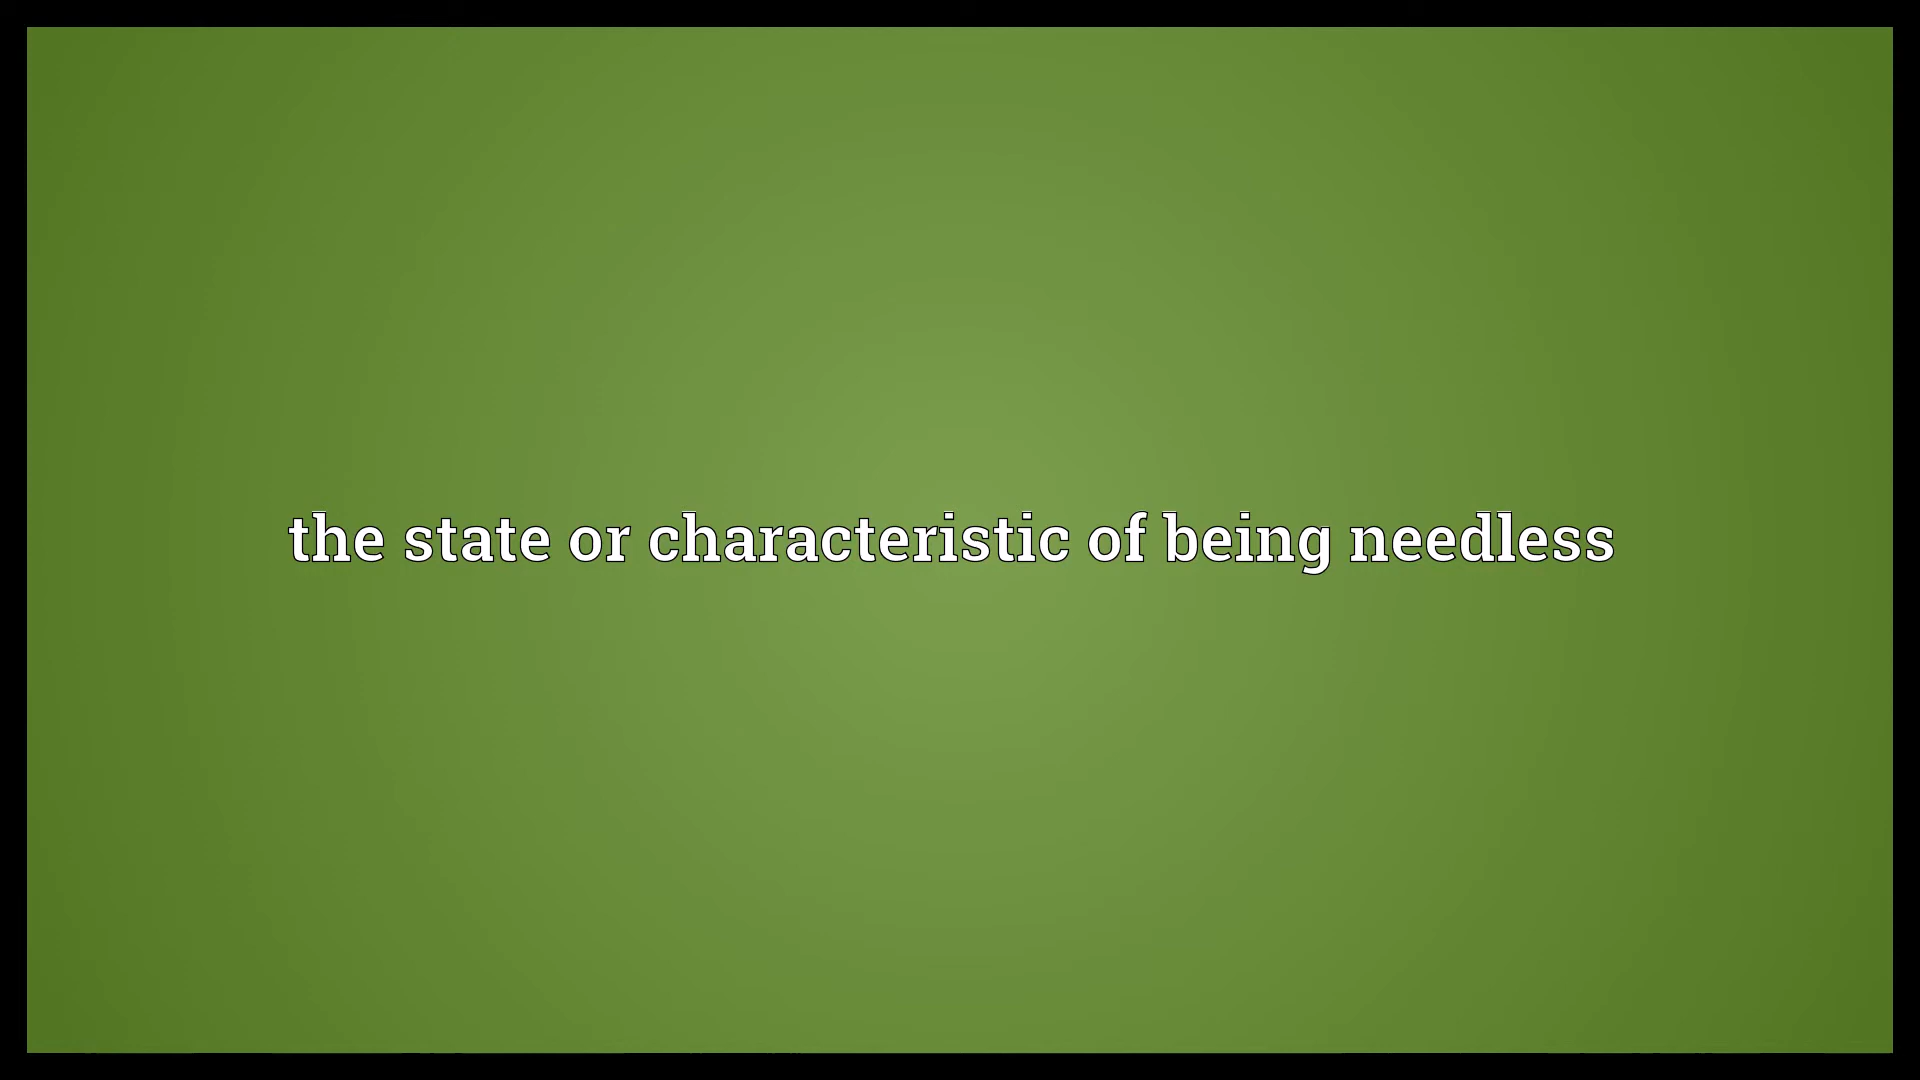 the state or characteristic of being needless